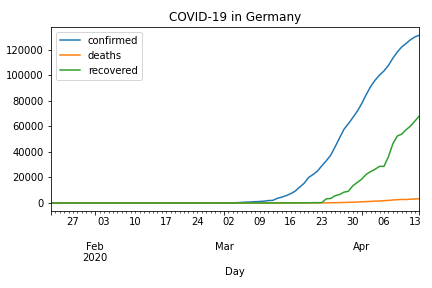 COVID-19 in Germany
confirmed
deaths
recovered
120000
100000
80000
60000
40000
20000
0
27 03 10 17 24 02 09 16 23 30 06 13
Feb Mar Apr
2020
Day